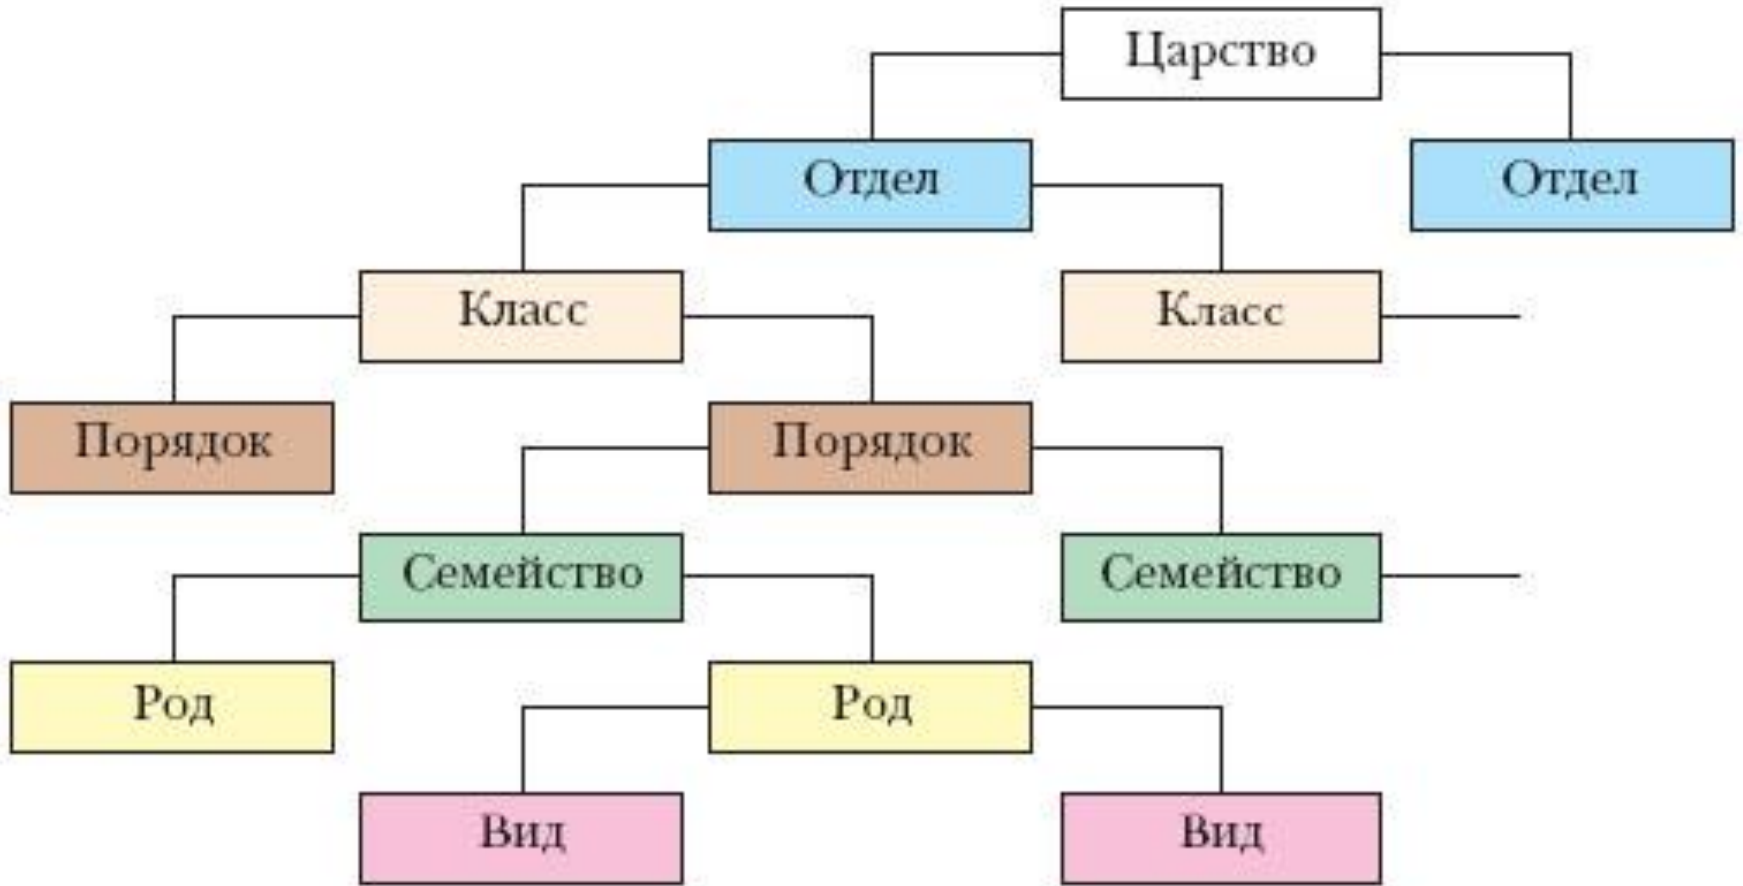 Царство
Отдел
Отдел
Класс
Класс
Порядок
Порядок
Семейство
Семейство
Род
Род
Вид
Вид